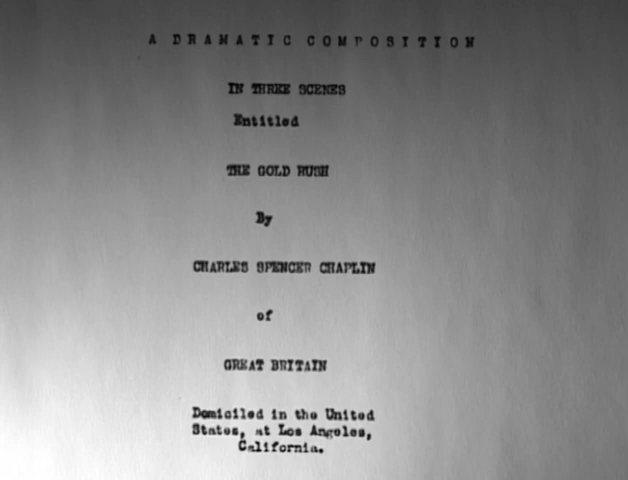 A DRAMATIC COMPOSITION
IN THREE SCENES
Entitled
THE GOLD RUSH
By
CHARLES SPENCER CHAPLIN
of
GREAT BRITAIN
Domiciled in the United
States, at Los Angeles,
California.